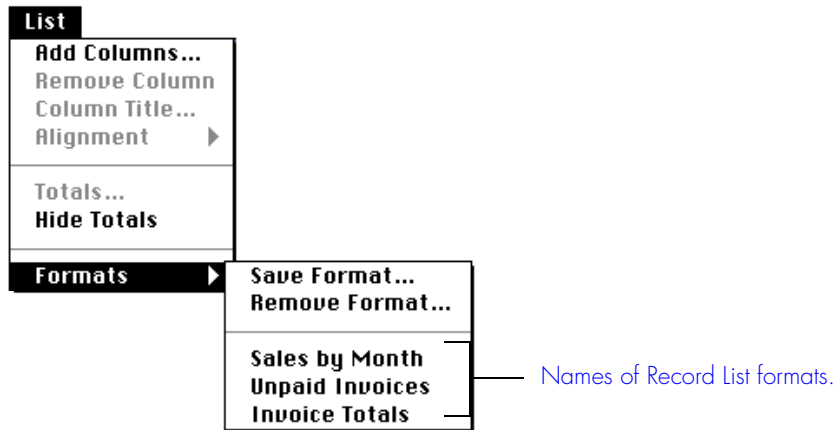 List
Add Columns...
Remove Column
Column Title...
Alignment
Totals...
Hide Totals
Formats
Save Format...
Remove Format...
Sales by Month
Unpaid Invoices
Invoice Totals
Names of Record List formats.